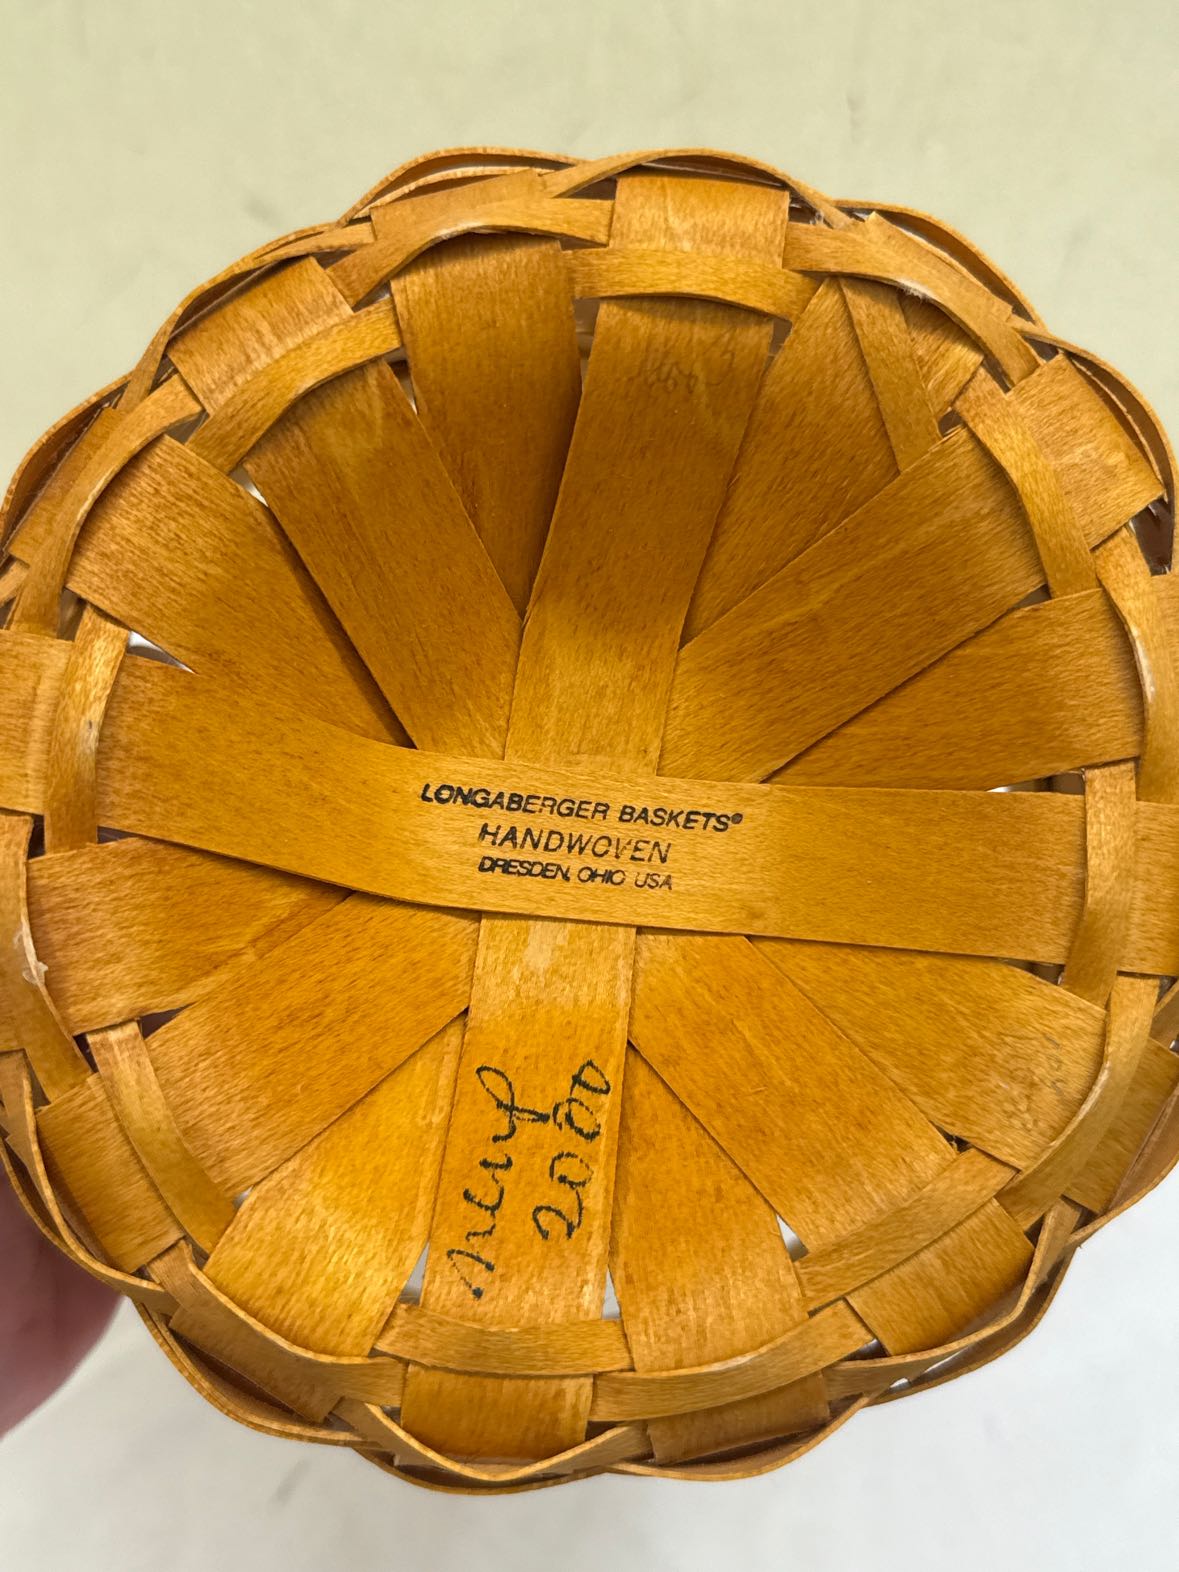 LONGABERGER BASKETS®
HANDWOVEN
DRESDEN, OHIO USA
2000